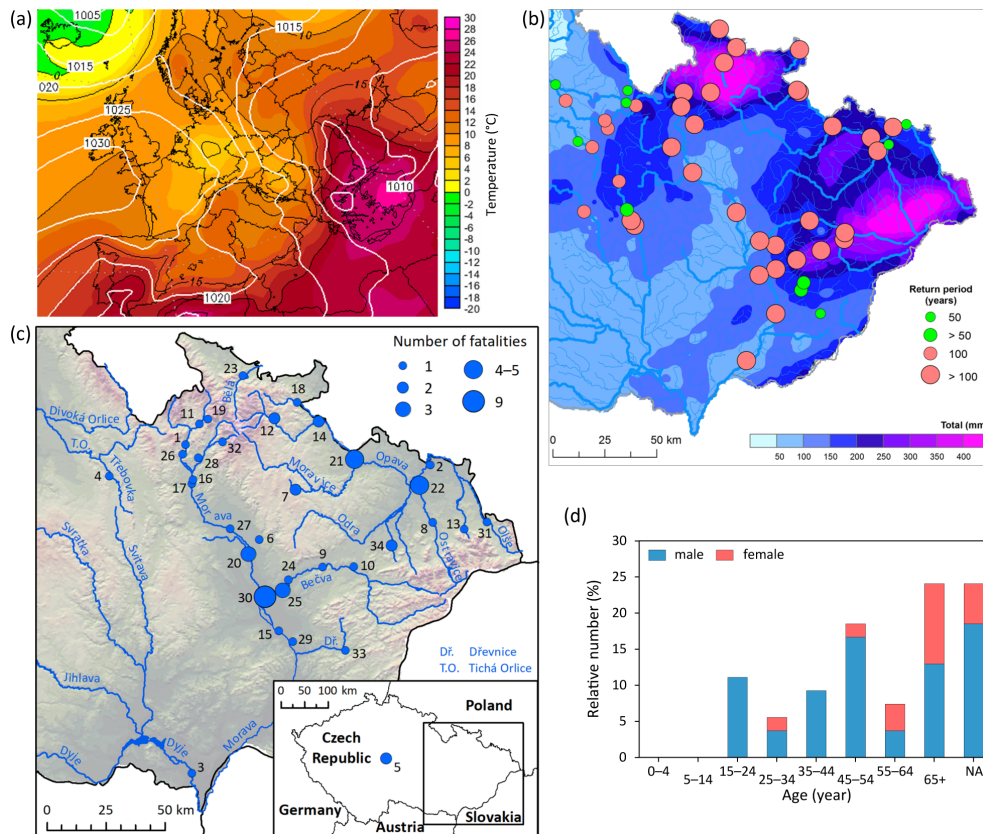 (a)
1005
1015
1015
10
0
020
0
1025
1030
15
1010
15
1020
30
28
26
24
22
20
18
16
14
12
10
8
6
4
2
0
-2
-4
-6
-8
-10
-12
-14
-16
-18
-20
Temperature (°C)
(b)
Return period
(years)
50
> 50
100
> 100
0 25 50 km
Total (mm
50 100 150 200 250 300 350 400
(c)
Number of fatalities
1
2
3
4–5
9
23
Bělá
18
Divoká Orlice
11
19
12
14
T.O.
1
26
28
32
21
Opava
2
4
Třebovka
16
17
Moravice
7
22
Morava
Odra
8
13
31
Olše
Svratka
Svitava
27
6
20
34
Ostravice
9
10
24
Bečva
25
30
15
29
Dř.
33
Dř. Dřevnice
T.O. Tichá Orlice
Jihlava
Dyje
Dyje
Morava
3
0 25 50 km
0 50 100 km
Poland
Czech
Republic
5
Germany
Austria
Slovakia
(d)
male
female
Relative number (%)
30
25
20
15
10
5
0
0–4 5–14 15–24 25–34 35–44 45–54 55–64 65+ NA
Age (year)